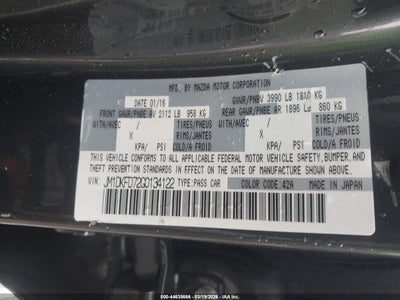 MFG. BY MAZDA MOTOR CORPORATION
DATE 01/16 GVWR/PNBV 3990 LB 1810 KG
FRONT GAWR/PNBE AV 2112 LB 958 KG REAR GAWR/PNBE AR 1896 LB 860 KG
WITH/AVEC / TIRES/PNEUS WITH/AVEC / TIRES/PNEUS
X RIMS/JANTES X RIMS/JANTES
KPA/ PSI COLD/A FROID KPA/ PSI COLD/A FROID
THIS VEHICLE CONFORMS TO ALL APPLICABLE FEDERAL MOTOR VEHICLE SAFETY, BUMPER, AND
THEFT PREVENTION STANDARDS IN EFFECT ON THE DATE OF MANUFACTURE SHOWN ABOVE.
VIN: JM1DKFD72G0134122 TYPE:PASS CAR COLOR CODE:42A MADE IN JAPAN
000-44638666 - 03/19/2026 - IAAI.COM